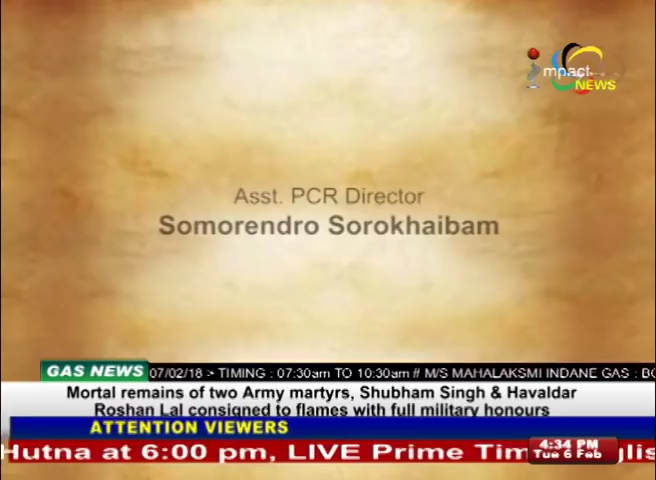 impact
NEWS
Asst. PCR Director
Somorendro Sorokhaibam
GAS NEWS
07/02/18 > TIMING : 07:30am TO 10:30am # M/S MAHALAKSMI INDANE GAS : BO
Mortal remains of two Army martyrs, Shubham Singh & Havaldar
Roshan Lal consigned to flames with full military honours
ATTENTION VIEWERS
Hutna at 6:00 pm, LIVE Prime Tim
4:34 PM
Tue 6 Feb